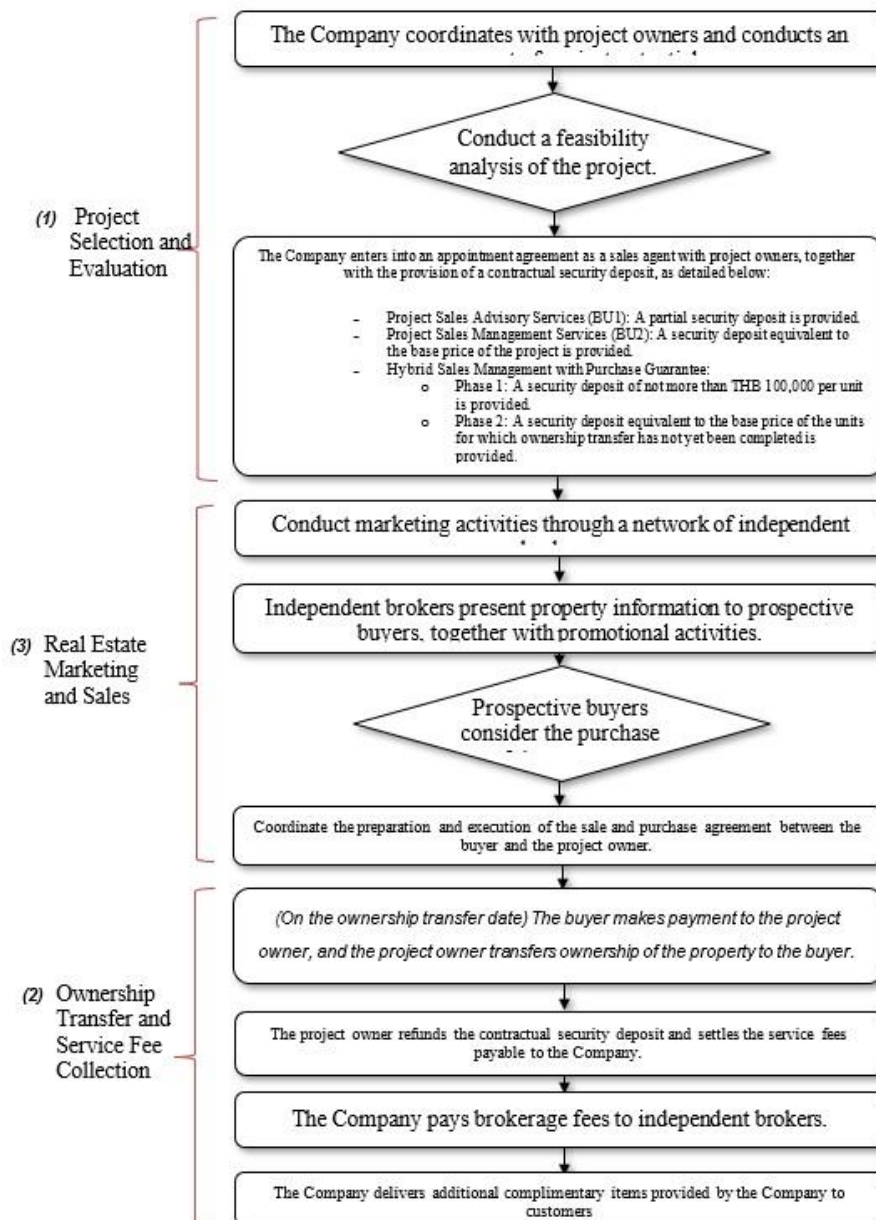 The Company coordinates with project owners and conducts an
Conduct a feasibility
analysis of the project.
(1) Project
Selection and
Evaluation
The Company enters into an appointment agreement as a sales agent with project owners, together
with the provision of a contractual security deposit, as detailed below:
- Project Sales Advisory Services (BU1): A partial security deposit is provided.
- Project Sales Management Services (BU2): A security deposit equivalent to
the base price of the project is provided.
- Hybrid Sales Management with Purchase Guarantee:
o Phase 1: A security deposit of not more than THB 100,000 per unit
is provided.
o Phase 2: A security deposit equivalent to the base price of the units
for which ownership transfer has not yet been completed is
provided.
Conduct marketing activities through a network of independent
Independent brokers present property information to prospective
buyers, together with promotional activities.
(3) Real Estate
Marketing
and Sales
Prospective buyers
consider the purchase
Coordinate the preparation and execution of the sale and purchase agreement between the
buyer and the project owner.
(On the ownership transfer date) The buyer makes payment to the project
owner, and the project owner transfers ownership of the property to the buyer.
(2) Ownership
Transfer and
Service Fee
Collection
The project owner refunds the contractual security deposit and settles the service fees
payable to the Company.
The Company pays brokerage fees to independent brokers.
The Company delivers additional complimentary items provided by the Company to
customers